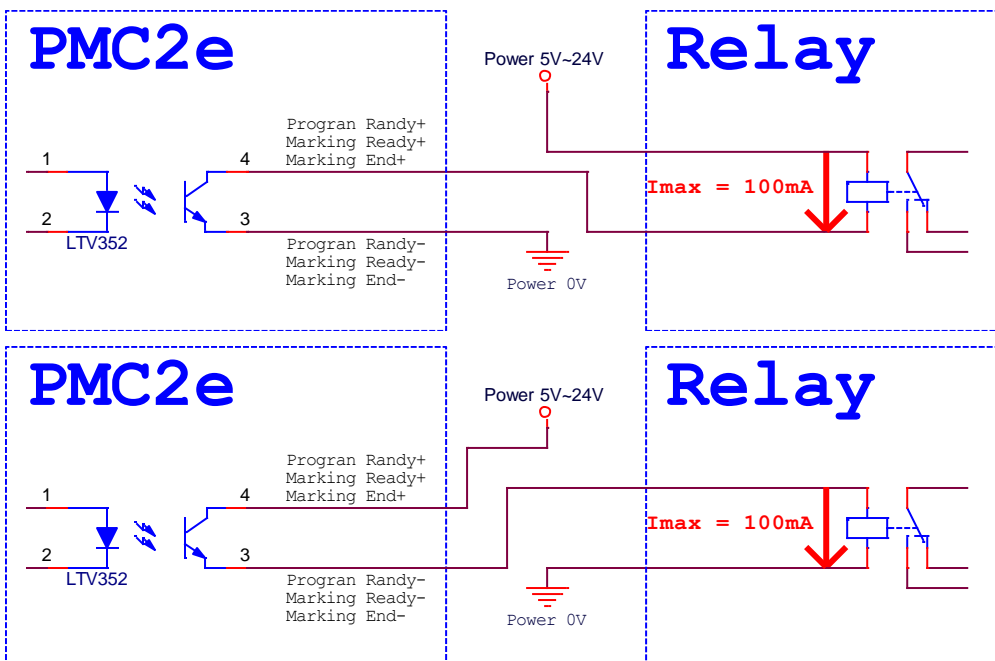 PMC2e
Power 5V~24V
Relay
Progran Randy+
Marking Ready+
Marking End+
1
4
Imax = 100mA
2
3
LTV352
Progran Randy-
Marking Ready-
Marking End-
Power 0V
PMC2e
Power 5V~24V
Relay
Progran Randy+
Marking Ready+
Marking End+
1
4
Imax = 100mA
2
3
LTV352
Progran Randy-
Marking Ready-
Marking End-
Power 0V